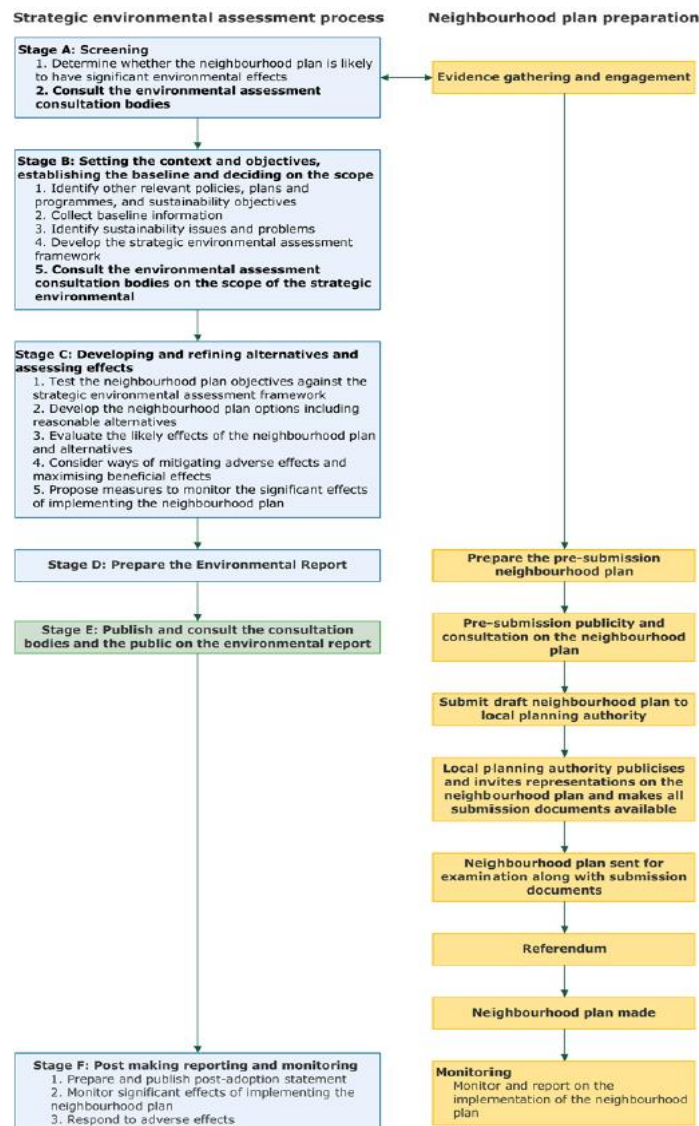 Strategic environmental assessment process
Neighbourhood plan preparation
Stage A: Screening
1. Determine whether the neighbourhood plan is
likely to have significant environmental effects
2. Consult the environmental assessment
consultation bodies
Evidence gathering and engagement
Stage B: Setting the context and objectives,
establishing the baseline and deciding on the scope
1. Identify other relevant policies, plans and
programmes, and sustainability objectives
2. Collect baseline information
3. Identify sustainability issues and problems
4. Develop the strategic environmental assessment
framework
5. Consult the environmental assessment
consultation bodies on the scope of the strategic
environmental
Stage C: Developing and refining alternatives and
assessing effects
1. Test the neighbourhood plan objectives against the
strategic environmental assessment framework
2. Develop the neighbourhood plan options including
reasonable alternatives
3. Evaluate the likely effects of the neighbourhood plan
and alternatives
4. Consider ways of mitigating adverse effects and
maximising beneficial effects
5. Propose measures to monitor the significant effects
of implementing the neighbourhood plan
Stage D: Prepare the Environmental Report
Prepare the pre-submission
neighbourhood plan
Stage E: Publish and consult the consultation
bodies and the public on the environmental report
Pre-submission publicity and
consultation on the neighbourhood
plan
Submit draft neighbourhood plan to
local planning authority
Local planning authority publicises
and invites representations on the
neighbourhood plan and makes all
submission documents available
Neighbourhood plan sent for
examination along with submission
documents
Referendum
Neighbourhood plan made
Stage F: Post making reporting and monitoring
1. Prepare and publish post-adoption statement
2. Monitor significant effects of implementing the
neighbourhood plan
3. Respond to adverse effects
Monitoring
Monitor and report on the
implementation of the neighbourhood
plan